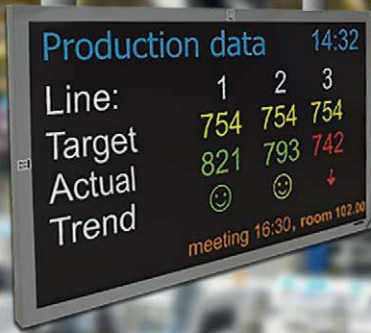 Production data 14:32
Line: 1 2 3
Target 754 754 754
Actual 821 793 742
Trend
meeting 16:30, room 102.00